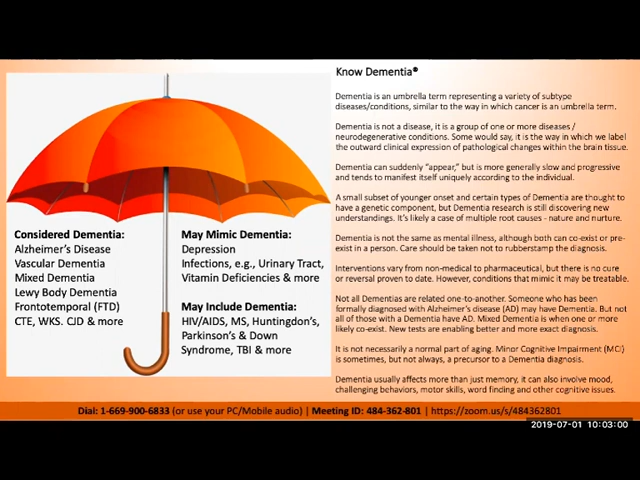 Know Dementia®
Dementia is an umbrella term representing a variety of subtype
diseases/conditions, similar to the way in which cancer is an umbrella term.
Dementia is not a disease, it is a group of one or more diseases /
neurodegenerative conditions. Some would say, it is the way in which we label
the outward clinical expression of pathological changes within the brain tissue.
Dementia can suddenly "appear," but is more generally slow and progressive
and tends to manifest itself uniquely according to the individual.
A small subset of younger onset and certain types of Dementia are thought to
have a genetic component, but Dementia research is still discovering new
understandings. It's likely a case of multiple root causes - nature and nurture.
Dementia is not the same as mental illness, although both can co-exist or pre-
exist in a person. Care should be taken not to rubberstamp the diagnosis.
Interventions vary from non-medical to pharmaceutical, but there is no cure
or reversal proven to date. However, conditions that mimic it may be treatable.
Not all Dementias are related one-to-another. Someone who has been
formally diagnosed with Alzheimer's disease (AD) may have Dementia. But not
all of those with a Dementia have AD. Mixed Dementia is when one or more
likely co-exist. New tests are enabling better and more exact diagnosis.
It is not necessarily a normal part of aging. Minor Cognitive Impairment (MCI)
is sometimes, but not always, a precursor to a Dementia diagnosis.
Dementia usually affects more than just memory, it can also involve mood,
challenging behaviors, motor skills, word finding and other cognitive issues.
Considered Dementia:
Alzheimer's Disease
Vascular Dementia
Mixed Dementia
Lewy Body Dementia
Frontotemporal (FTD)
CTE, WKS. CJD & more
May Mimic Dementia:
Depression
Infections, e.g., Urinary Tract,
Vitamin Deficiencies & more
May Include Dementia:
HIV/AIDS, MS, Huntingdon's,
Parkinson's & Down
Syndrome, TBI & more
Dial: 1-669-900-6833 (or use your PC/Mobile audio) | Meeting ID: 484-362-801 | https://zoom.us/s/484362801
2019-07-01 10:03:00